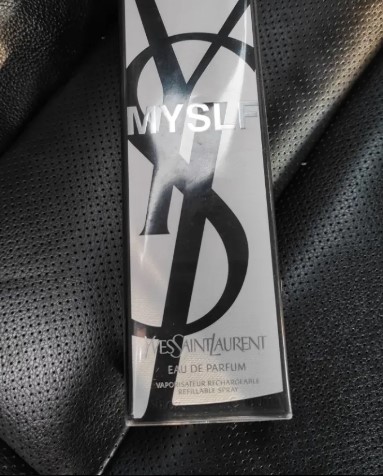 MYSLF
YVESSAINTLAURENT
EAU DE PARFUM
VAPORISATEUR RECHARGEABLE
REFILLABLE SPRAY